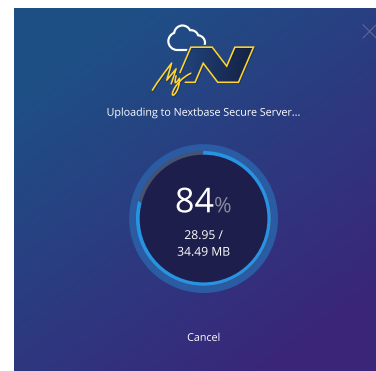 My N
Uploading to Nextbase Secure Server...
84%
28.95 /
34.49 MB
Cancel